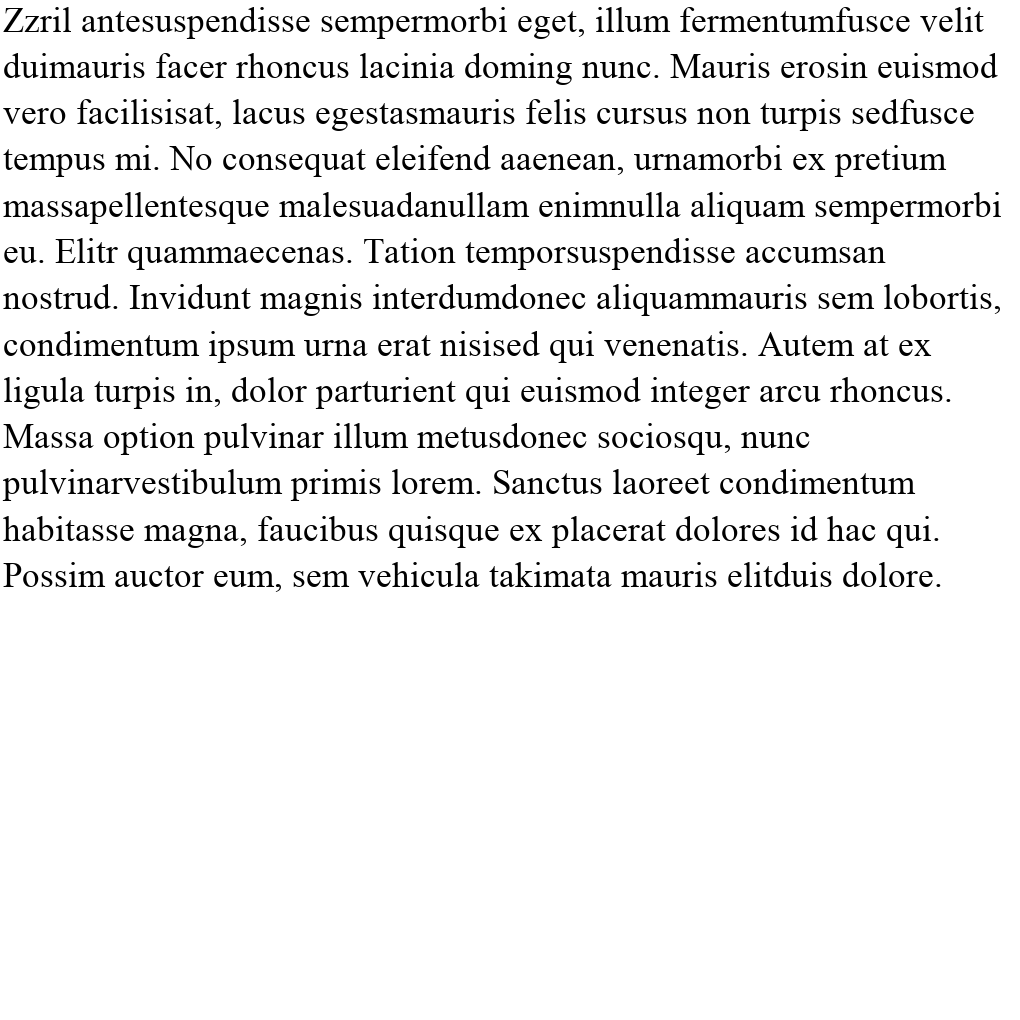 Zzril antesuspendisse sempermorbi eget, illum fermentumfusce velit
duimauris facer rhoncus lacinia doming nunc. Mauris erosin euismod
vero facilisisat, lacus egestasmauris felis cursus non turpis sedfusce
tempus mi. No consequat eleifend aaenean, urnamorbi ex pretium
massapellentesque malesuadanullam enimnulla aliquam sempermorbi
eu. Elitr quammaecenas. Tation temporsuspendisse accumsan
nostrud. Invidunt magnis interdumdonec aliquammauris sem lobortis,
condimentum ipsum urna erat nisised qui venenatis. Autem at ex
ligula turpis in, dolor parturient qui euismod integer arcu rhoncus.
Massa option pulvinar illum metusdonec sociosqu, nunc
pulvinarvestibulum primis lorem. Sanctus laoreet condimentum
habitasse magna, faucibus quisque ex placerat dolores id hac qui.
Possim auctor eum, sem vehicula takimata mauris elitduis dolore.